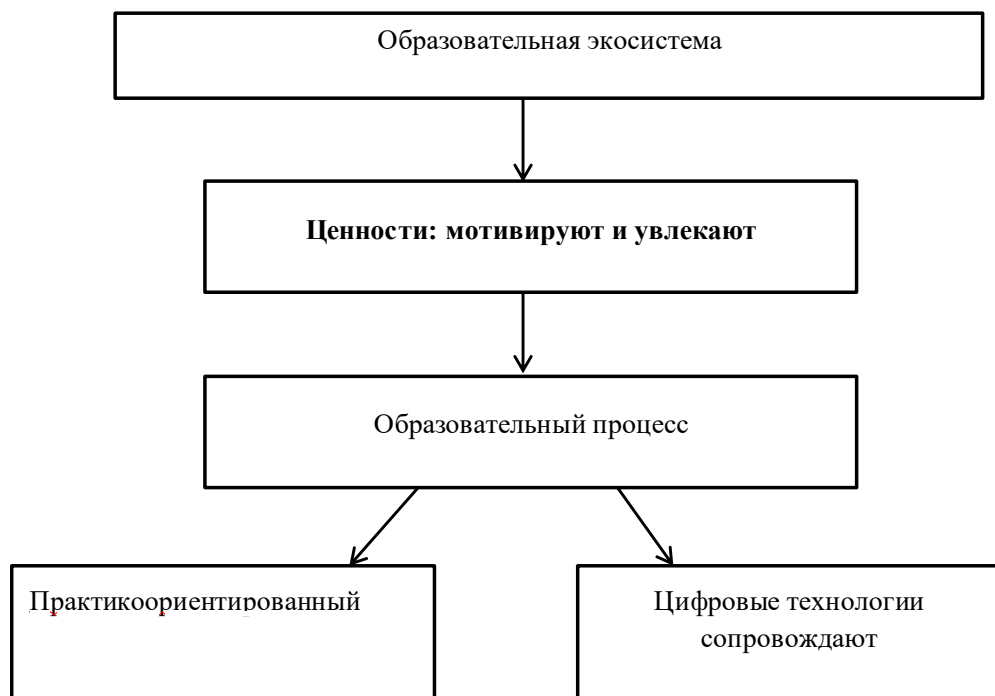 Образовательная экосистема
Ценности: мотивируют и увлекают
Образовательный процесс
Практикоориентированный
Цифровые технологии
сопровождают